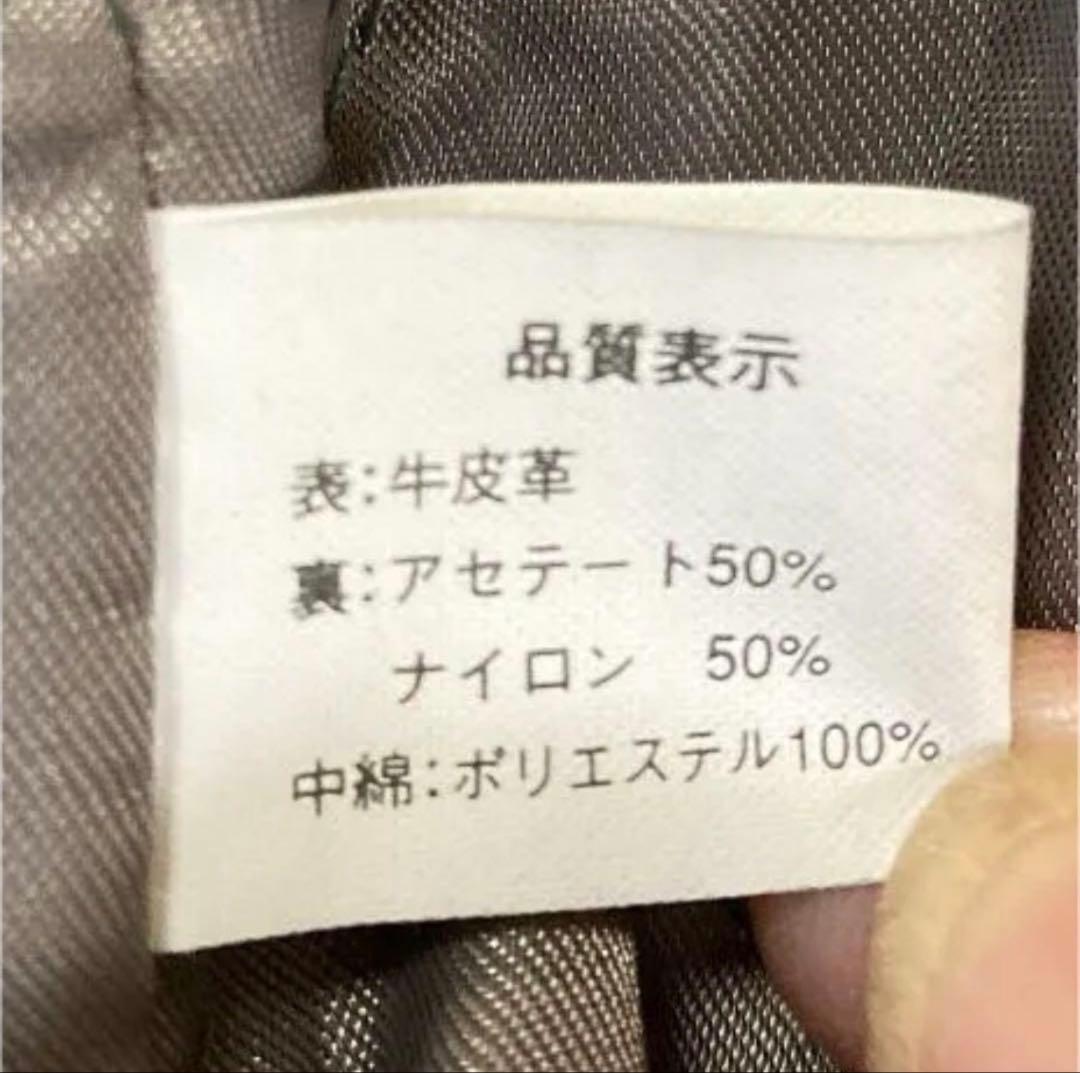 品質表示
表:牛皮革
裏:アセテート50%
ナイロン 50%
中綿:ポリエステル100%